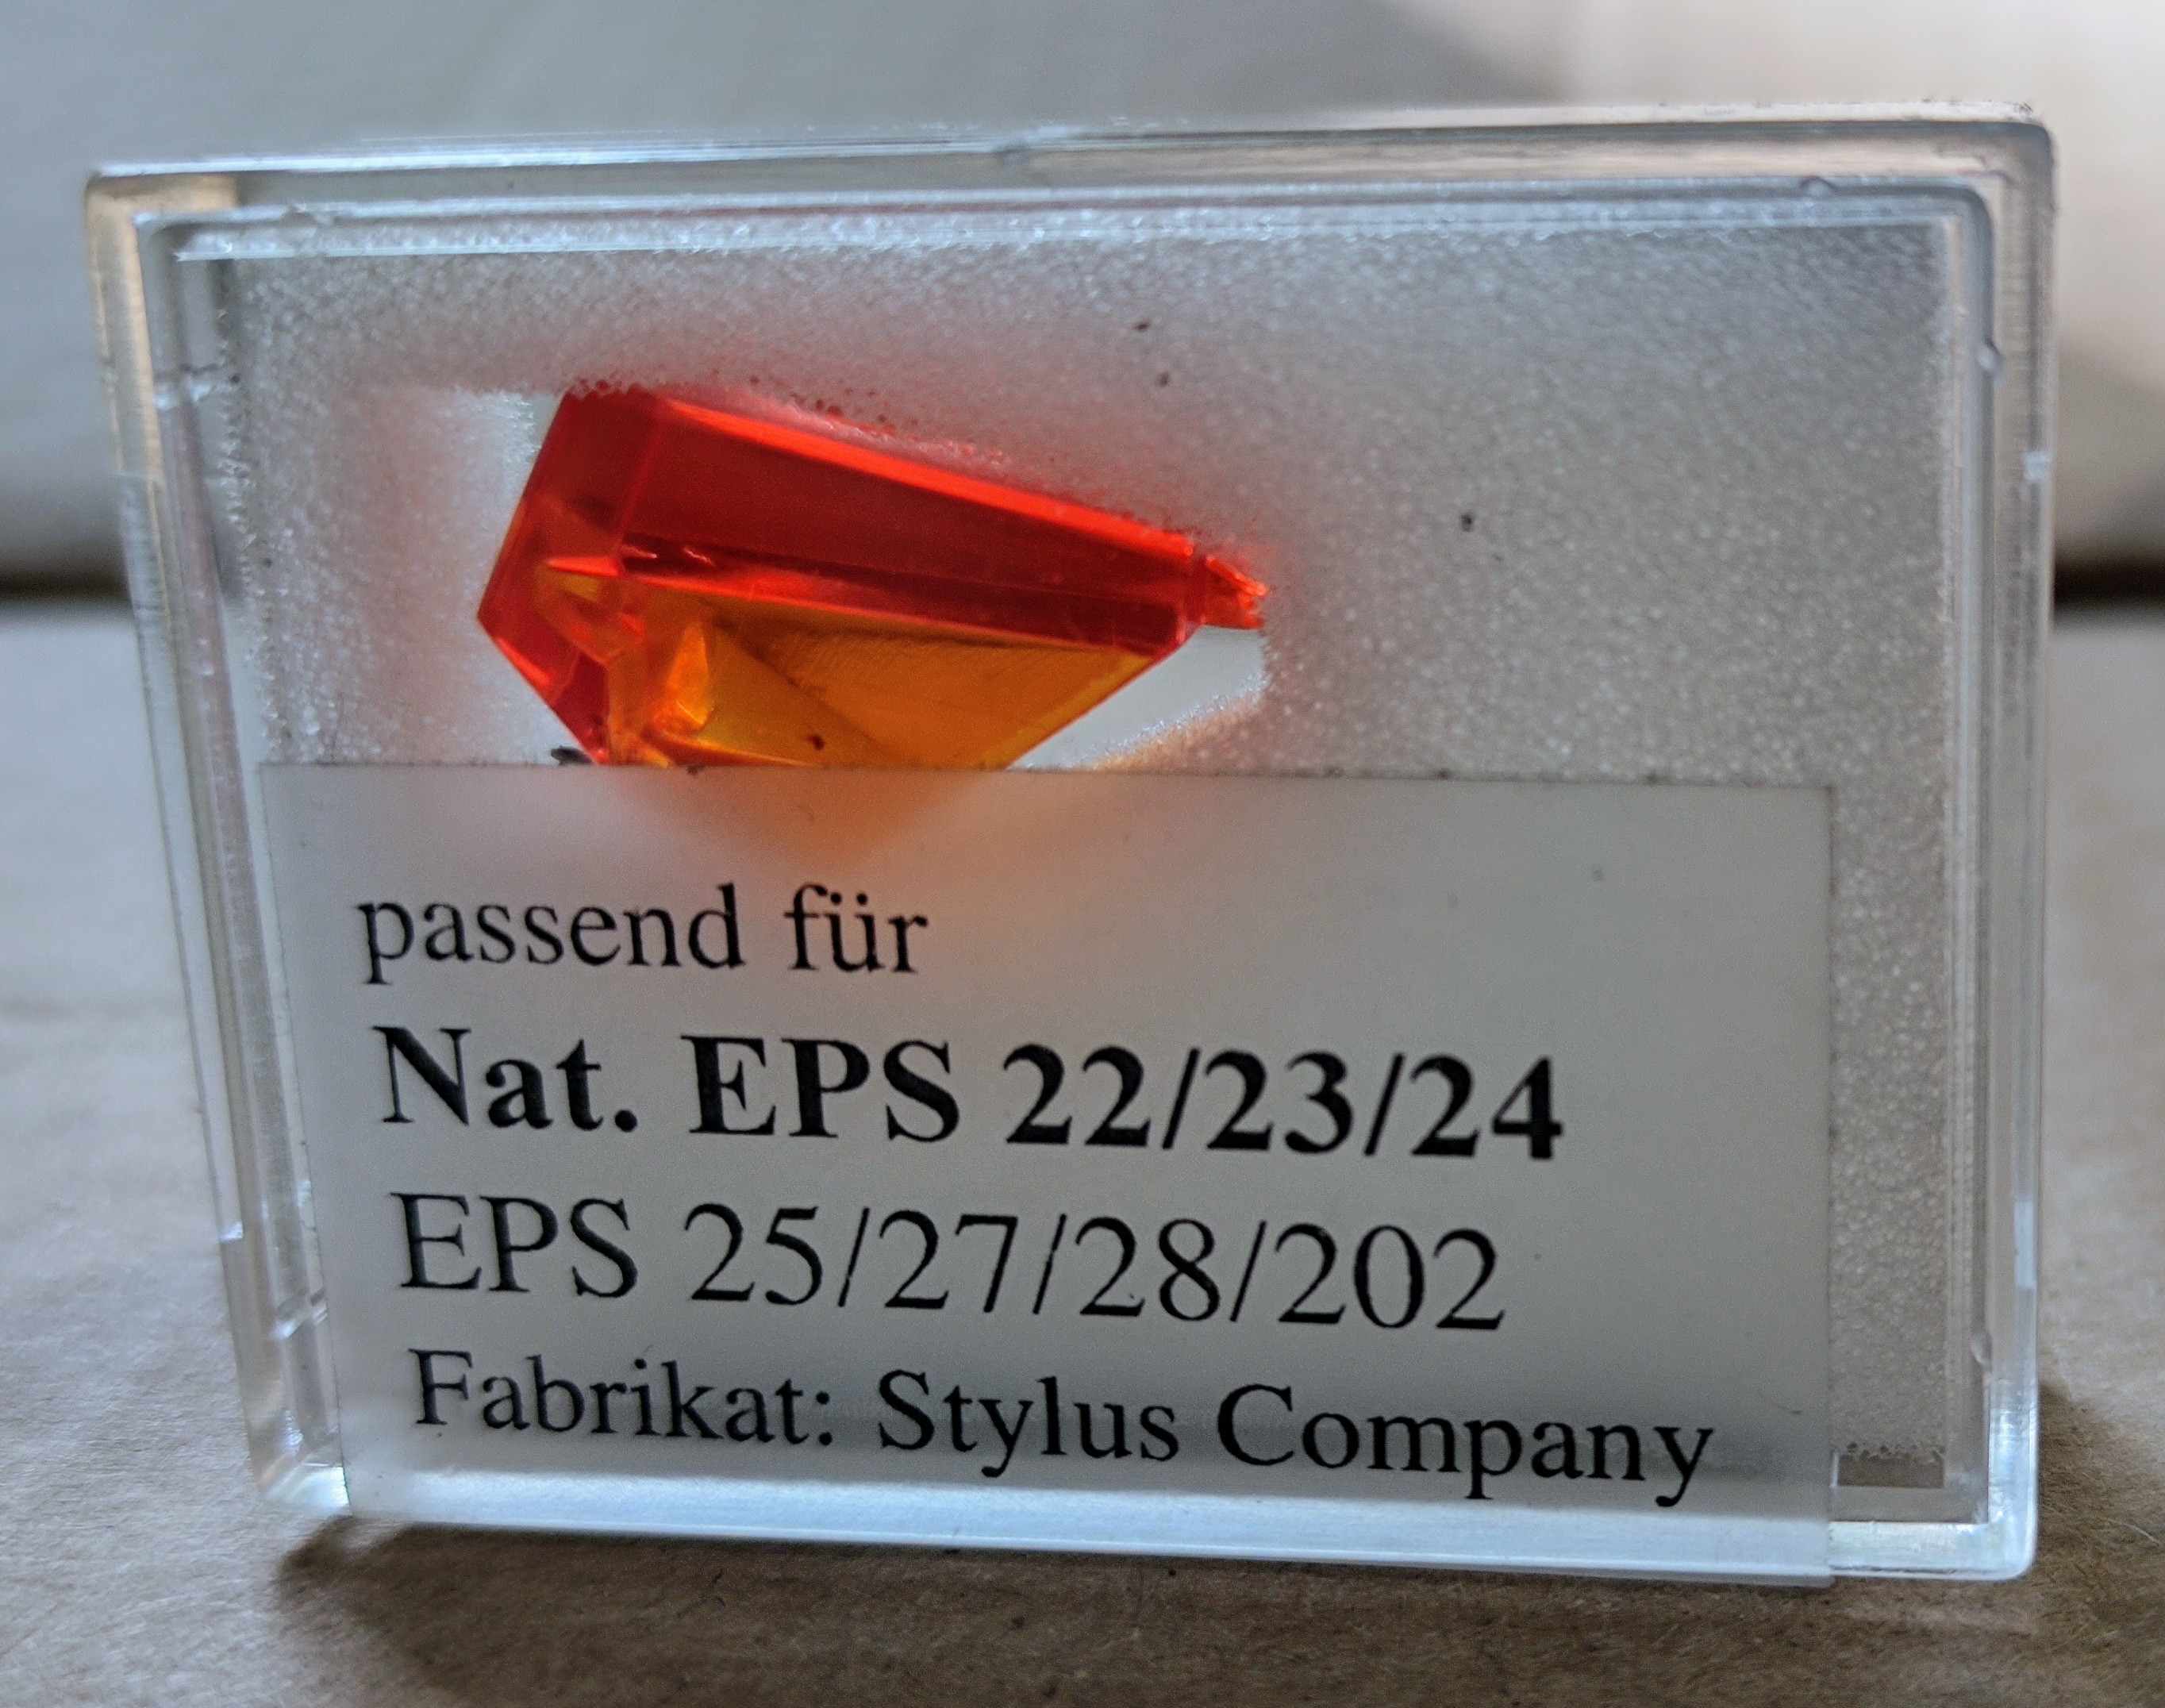 passend für
Nat. EPS 22/23/24
EPS 25/27/28/202
Fabrikat: Stylus Company